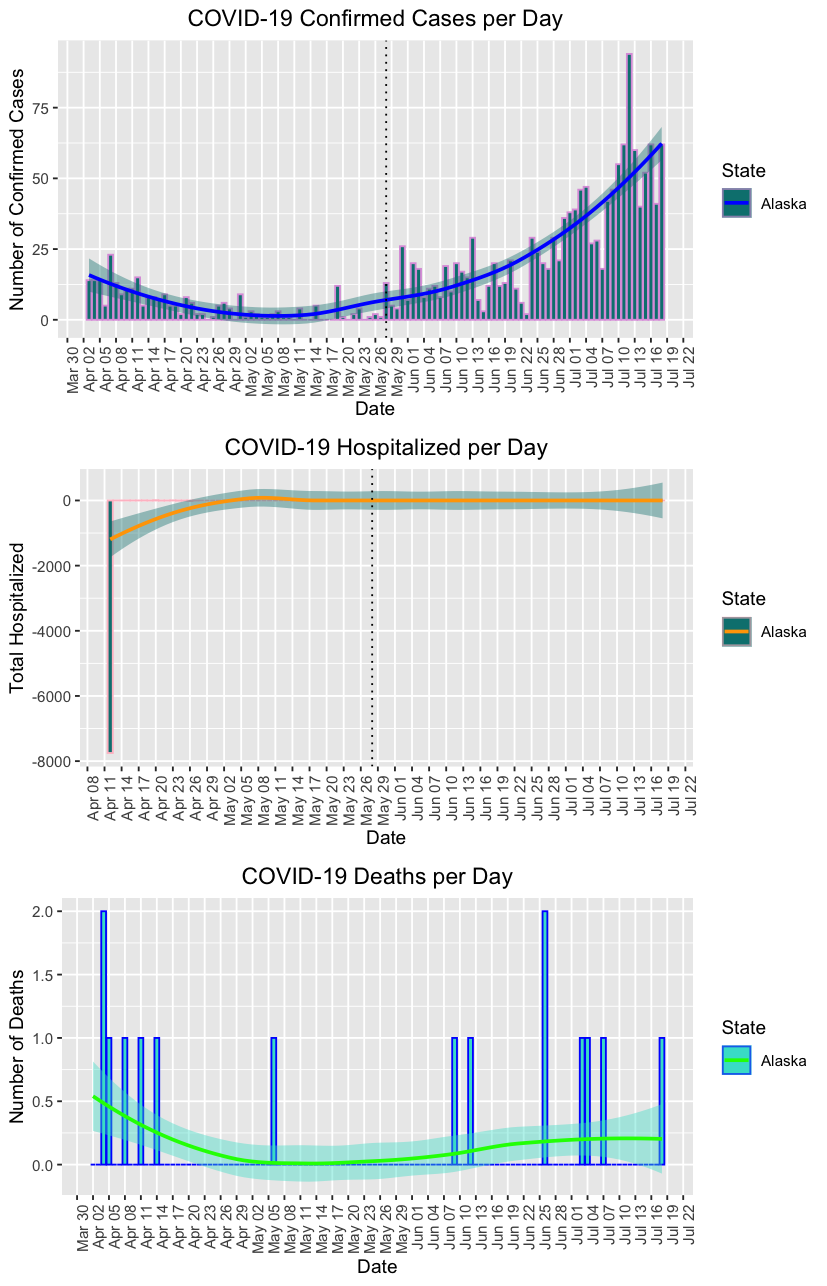 COVID-19 Confirmed Cases per Day
Number of Confirmed Cases
75
50
25
0
Mar 30
Apr 02
Apr 05
Apr 08
Apr 11
Apr 14
Apr 17
Apr 20
Apr 23
Apr 26
Apr 29
May 02
May 05
May 08
May 11
May 14
May 17
May 20
May 23
May 26
May 29
Jun 01
Jun 04
Jun 07
Jun 10
Jun 13
Jun 16
Jun 19
Jun 22
Jun 25
Jun 28
Jul 01
Jul 04
Jul 07
Jul 10
Jul 13
Jul 16
Jul 19
Jul 22
Date
State
Alaska
COVID-19 Hospitalized per Day
Total Hospitalized
0
-2000
-4000
-6000
-8000
Apr 08
Apr 11
Apr 14
Apr 17
Apr 20
Apr 23
Apr 26
Apr 29
May 02
May 05
May 08
May 11
May 14
May 17
May 20
May 23
May 26
May 29
Jun 01
Jun 04
Jun 07
Jun 10
Jun 13
Jun 16
Jun 19
Jun 22
Jun 25
Jun 28
Jul 01
Jul 04
Jul 07
Jul 10
Jul 13
Jul 16
Jul 19
Jul 22
Date
State
Alaska
COVID-19 Deaths per Day
Number of Deaths
2.0
1.5
1.0
0.5
0.0
Mar 30
Apr 02
Apr 05
Apr 08
Apr 11
Apr 14
Apr 17
Apr 20
Apr 23
Apr 26
Apr 29
May 02
May 05
May 08
May 11
May 14
May 17
May 20
May 23
May 26
May 29
Jun 01
Jun 04
Jun 07
Jun 10
Jun 13
Jun 16
Jun 19
Jun 22
Jun 25
Jun 28
Jul 01
Jul 04
Jul 07
Jul 10
Jul 13
Jul 16
Jul 19
Jul 22
Date
State
Alaska